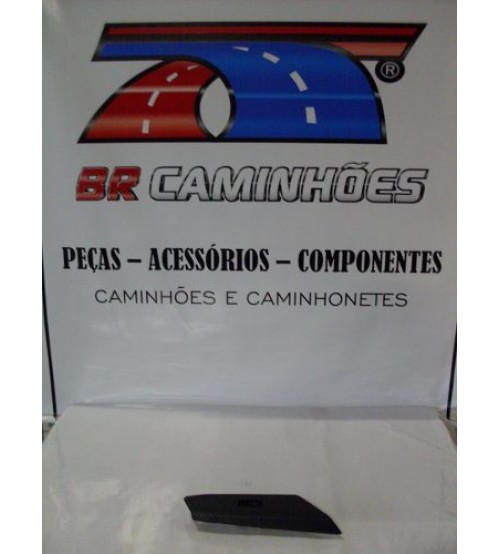 ®
BR CAMINHÕES
PEÇAS – ACESSÓRIOS – COMPONENTES
CAMINHÕES E CAMINHONETES